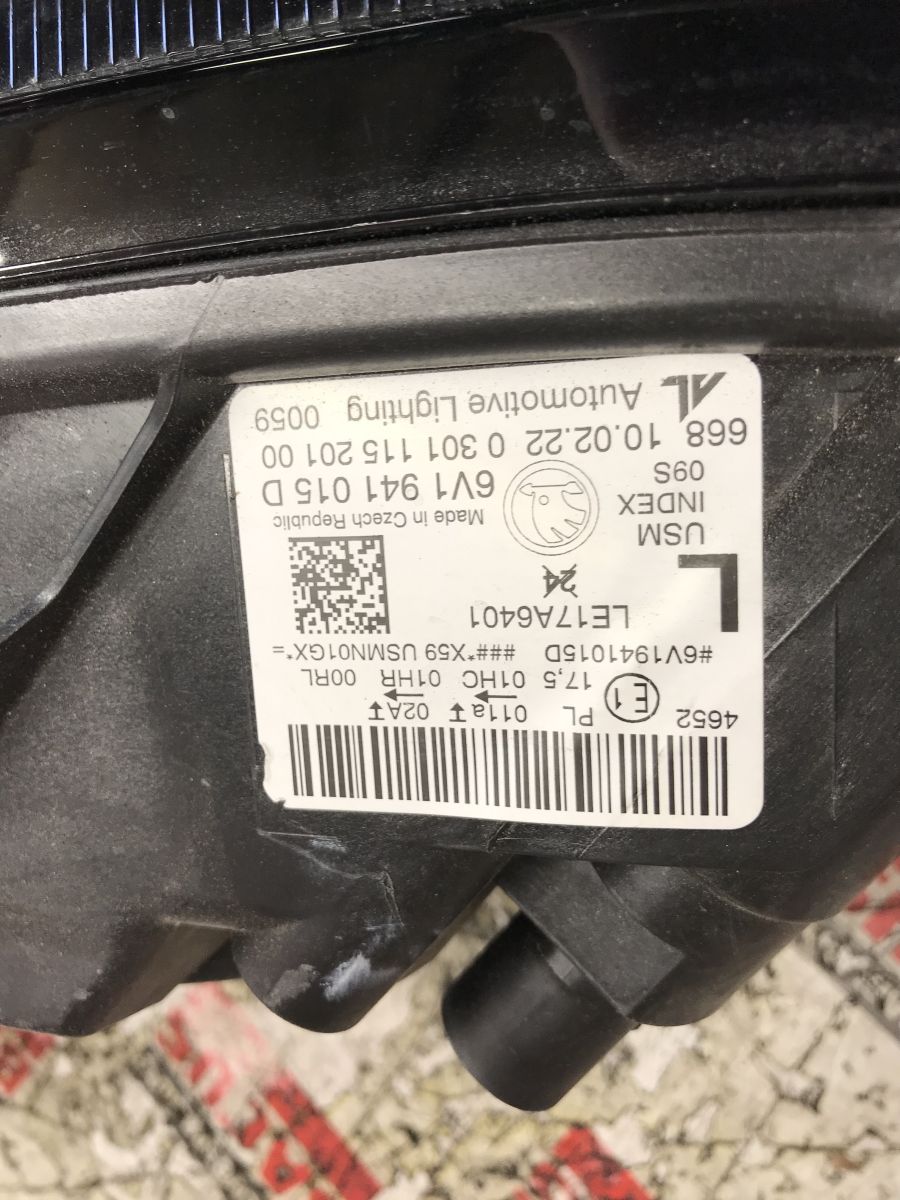 4652 E1 PL 011a 02A
17,5 01HC 01HR 00RL
#6V1941015D ###*X59 USMN01GX*=
LE17A6401
24
L
Made in Czech Republic
USM
INDEX
09S
6V1 941 015 D
668 10.02.22 0 301 115 201 00
AL Automotive Lighting 0059